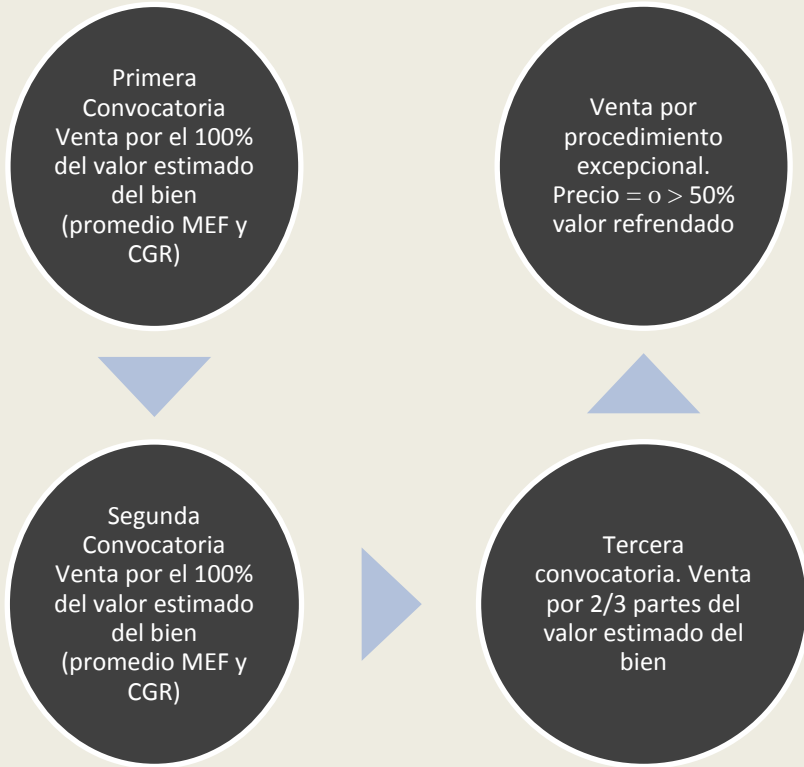 Primera
Convocatoria
Venta por el 100%
del valor estimado
del bien
(promedio MEF y
CGR)
Segunda
Convocatoria
Venta por el 100%
del valor estimado
del bien
(promedio MEF y
CGR)
Tercera
convocatoria. Venta
por 2/3 partes del
valor estimado del
bien
Venta por
procedimiento
excepcional.
Precio = o > 50%
valor refrendado